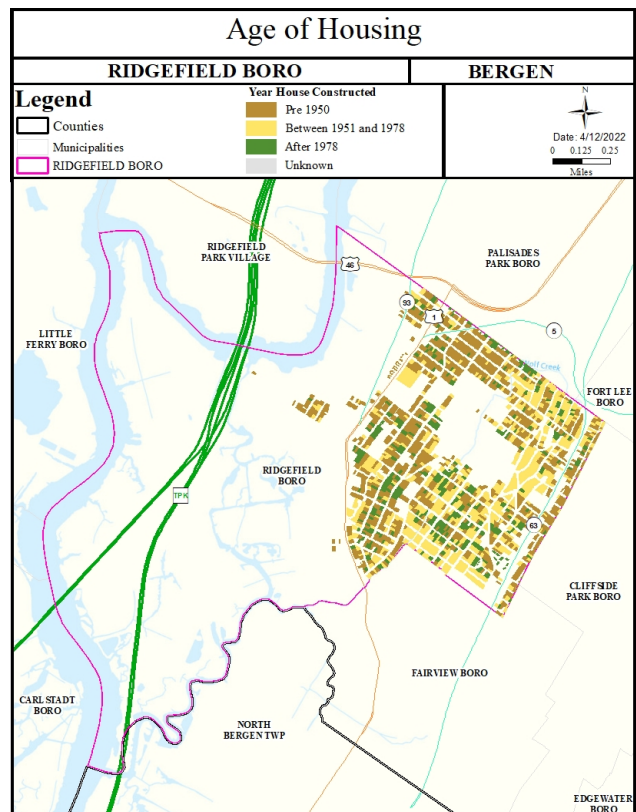 Age of Housing
RIDGEFIELD BORO
BERGEN
Legend
Counties
Municipalities
RIDGEFIELD BORO
Year House Constructed
Pre 1950
Between 1951 and 1978
After 1978
Unknown
N
Date: 4/12/2022
0 0.125 0.25
Miles
RIDGEFIELD
PARK VILLAGE
46
PALISADES
PARK BORO
93
1
5
LITTLE
FERRY BORO
Wolf Creek
FORT LEE
BORO
RIDGEFIELD
BORO
TPK
63
CLIFFSIDE
PARK BORO
FAIRVIEW BORO
CARLSTADT
BORO
NORTH
BERGEN TWP
EDGEWATER
BORO